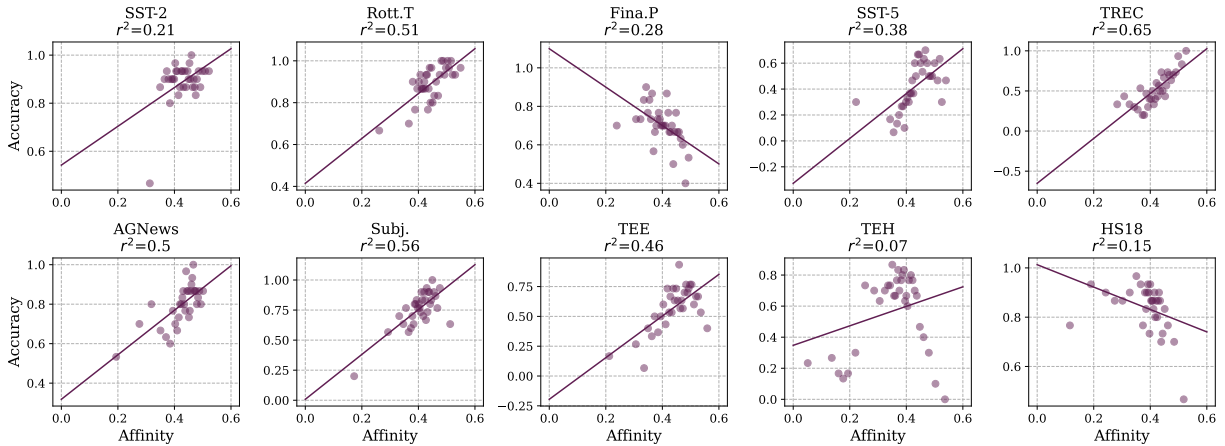 SST-2
r²=0.21
Rott.T
r²=0.51
Fina.P
r²=0.28
SST-5
r²=0.38
TREC
r²=0.65
Accuracy
1.0
0.8
0.6
0.0 0.2 0.4 0.6
1.0
0.8
0.6
0.4
0.0 0.2 0.4 0.6
1.0
0.8
0.6
0.4
0.0 0.2 0.4 0.6
0.6
0.4
0.2
0.0
−0.2
0.0 0.2 0.4 0.6
1.0
0.5
0.0
−0.5
0.0 0.2 0.4 0.6
AGNews
r²=0.5
Subj.
r²=0.56
TEE
r²=0.46
TEH
r²=0.07
HS18
r²=0.15
Accuracy
1.0
0.8
0.6
0.4
0.0 0.2 0.4 0.6
Affinity
1.00
0.75
0.50
0.25
0.00
0.0 0.2 0.4 0.6
Affinity
0.75
0.50
0.25
0.00
−0.25
0.0 0.2 0.4 0.6
Affinity
0.8
0.6
0.4
0.2
0.0
0.0 0.2 0.4 0.6
Affinity
1.0
0.8
0.6
0.0 0.2 0.4 0.6
Affinity